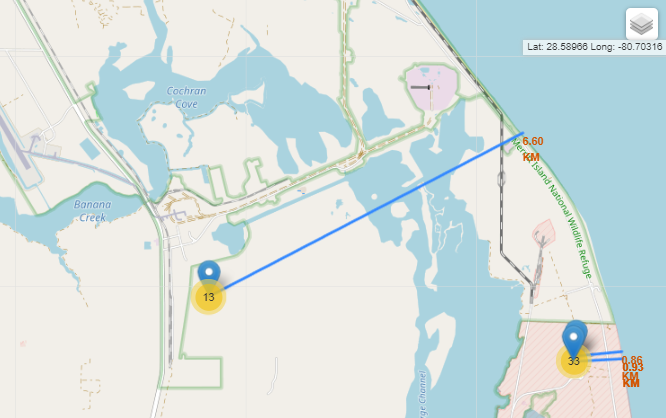 Lat: 28.58966 Long: -80.70316
Cochran
Cove
6.60
KM
Merritt Island National Wildlife Refuge
Banana
Creek
13
33
0.86
KM
0.93
KM
ge Channel